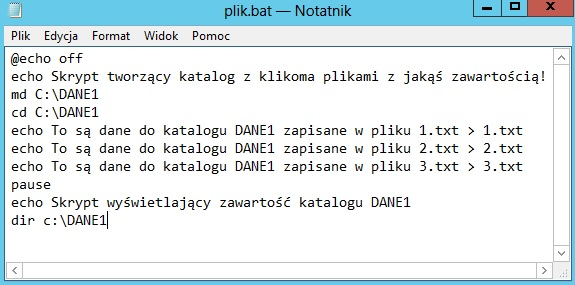 plik.bat — Notatnik
Plik Edycja Format Widok Pomoc
@echo off
echo Skrypt tworzący katalog z klikoma plikami z jakąś zawartością!
md C:\DANE1
cd C:\DANE1
echo To są dane do katalogu DANE1 zapisane w pliku 1.txt > 1.txt
echo To są dane do katalogu DANE1 zapisane w pliku 2.txt > 2.txt
echo To są dane do katalogu DANE1 zapisane w pliku 3.txt > 3.txt
pause
echo Skrypt wyświetlający zawartość katalogu DANE1
dir c:\DANE1